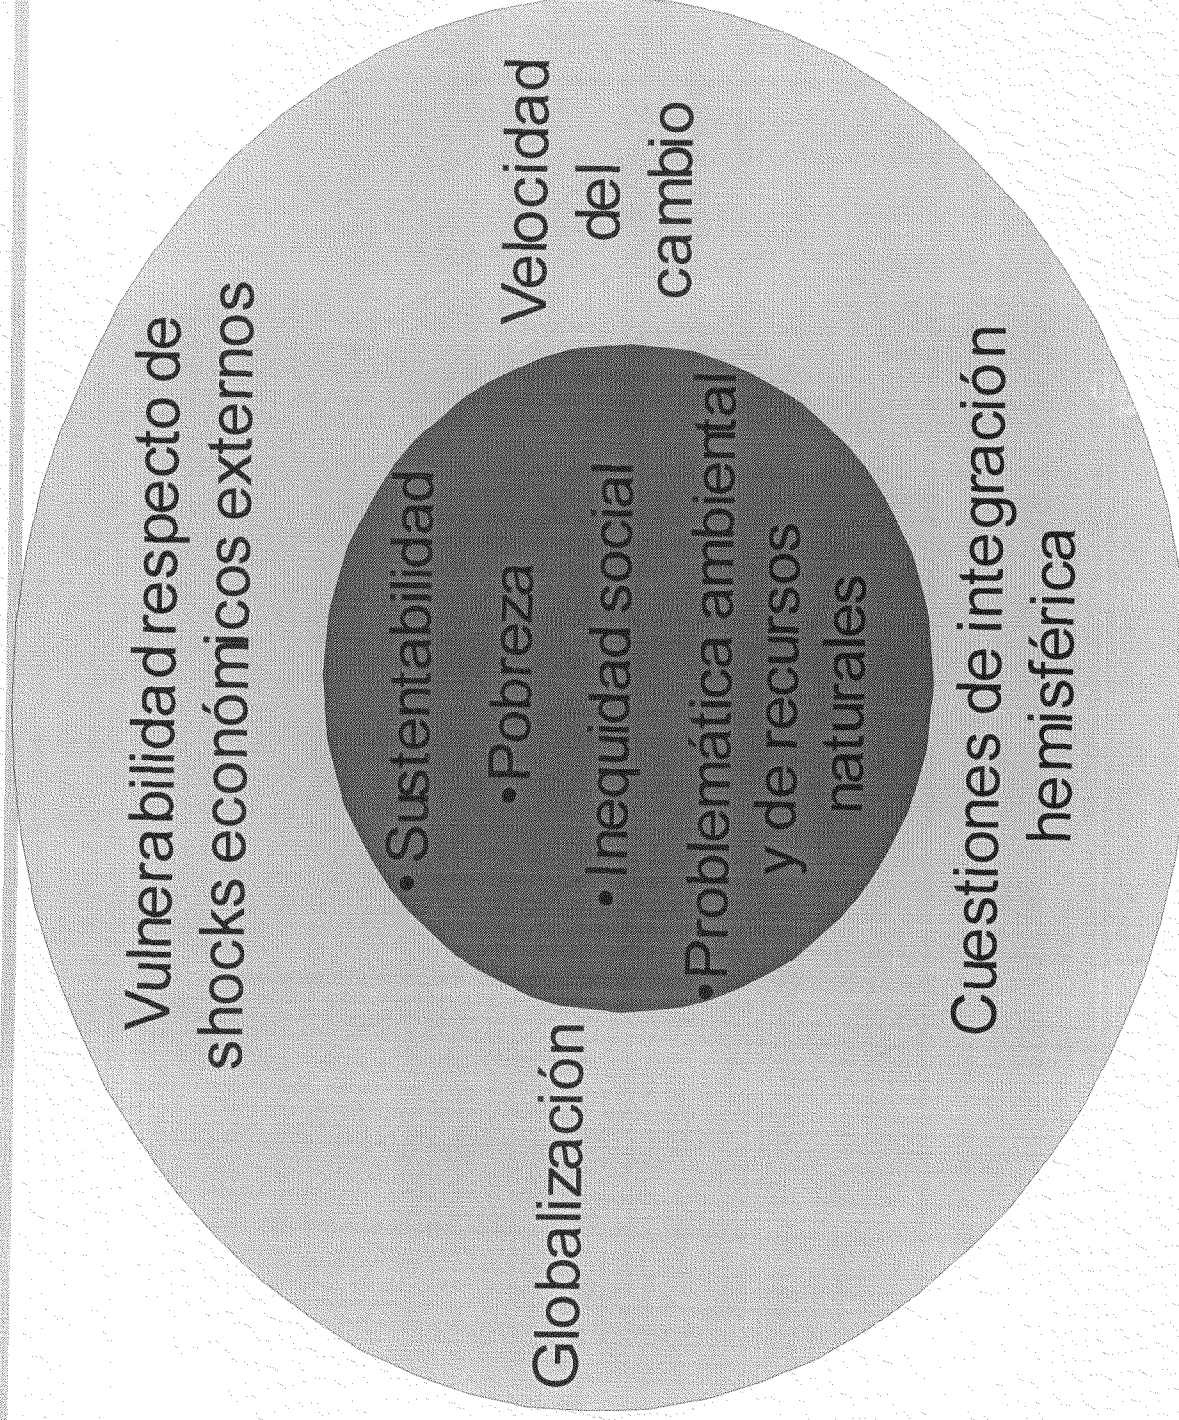 Vulnerabilidad respecto de
shocks económicos externos
Globalización
• Sustentabilidad
• Pobreza
• Inequidad social
• Problemática ambiental
y de recursos
naturales
Velocidad
del
cambio
Cuestiones de integración
hemisférica